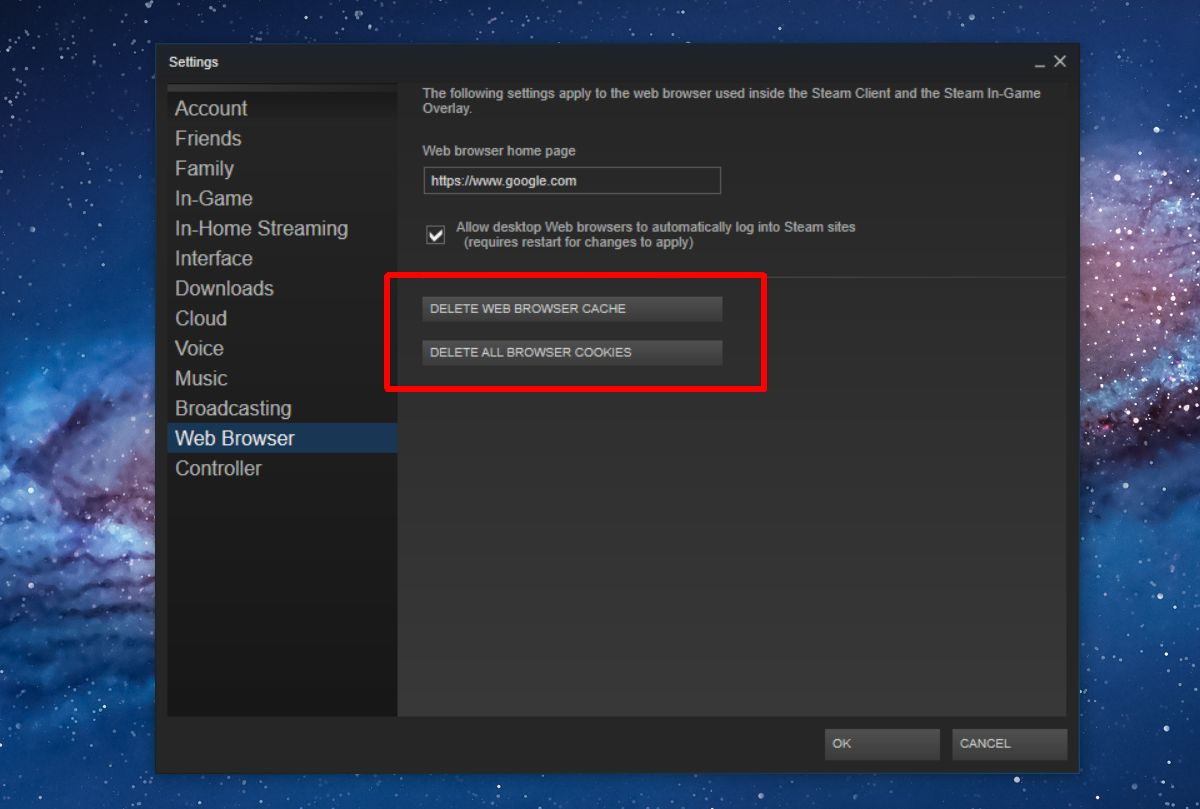 Settings
Account
Friends
Family
In-Game
In-Home Streaming
Interface
Downloads
Cloud
Voice
Music
Broadcasting
Web Browser
Controller
The following settings apply to the web browser used inside the Steam Client and the Steam In-Game
Overlay.
Web browser home page
https://www.google.com
Allow desktop Web browsers to automatically log into Steam sites
(requires restart for changes to apply)
DELETE WEB BROWSER CACHE
DELETE ALL BROWSER COOKIES
OK
CANCEL